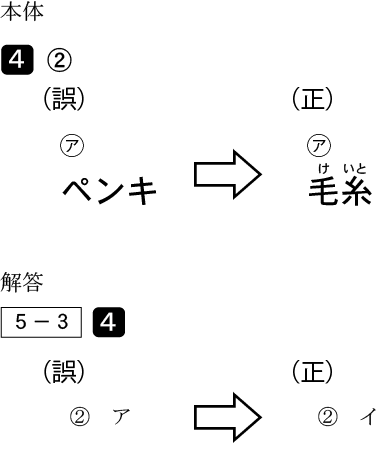 本体
4 ②
（誤） （正）
㋐ ㋐
け いと
ペンキ 毛糸
解答
5－3 4
（誤） （正）
② ア ② イ